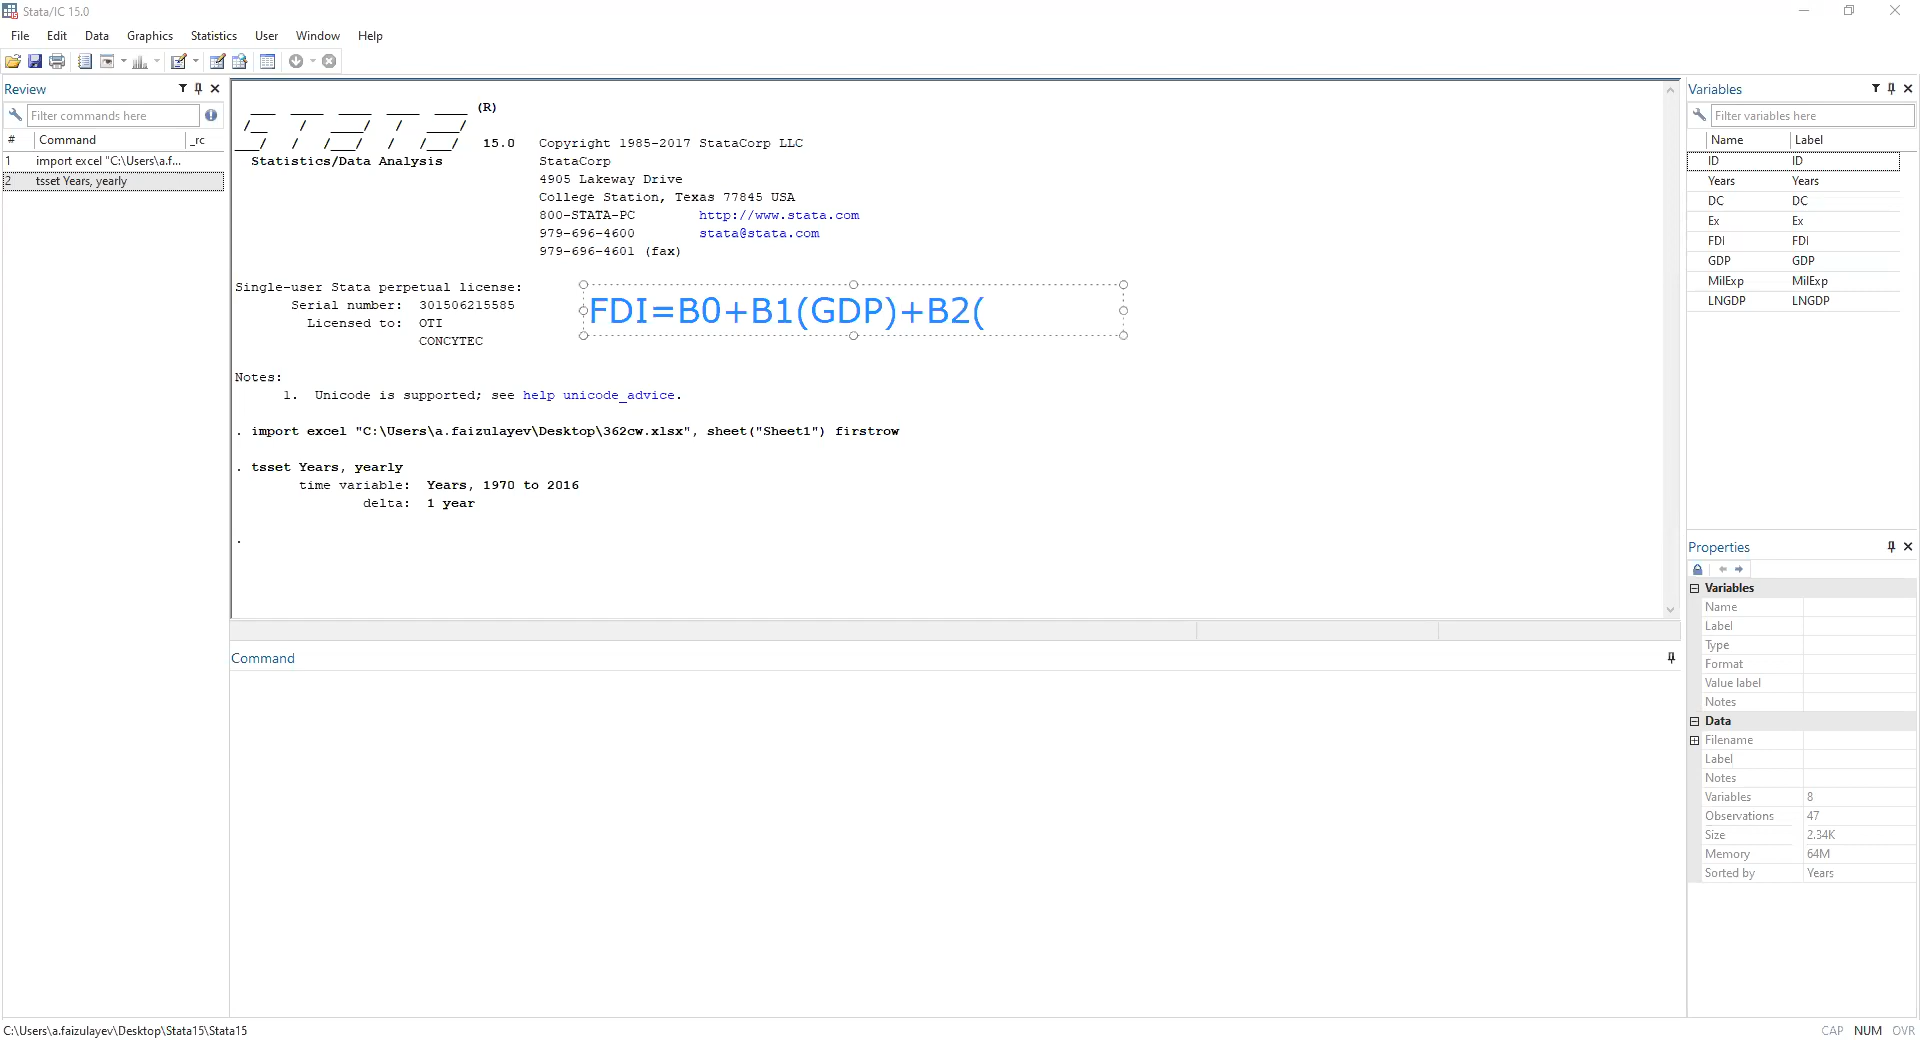 Stata/IC 15.0
File Edit Data Graphics Statistics User Window Help
Review
Filter commands here
# Command _rc
1 import excel "C:\Users\a.f...
2 tsset Years, yearly
(R)
15.0 Copyright 1985-2017 StataCorp LLC
Statistics/Data Analysis StataCorp
4905 Lakeway Drive
College Station, Texas 77845 USA
800-STATA-PC http://www.stata.com
979-696-4600 stata@stata.com
979-696-4601 (fax)
Single-user Stata perpetual license:
Serial number: 301506215585
Licensed to: OTI
CONCYTEC
FDI=B0+B1(GDP)+B2(
Notes:
1. Unicode is supported; see help unicode_advice.
. import excel "C:\Users\a.faizulayev\Desktop\362cw.xlsx", sheet("Sheet1") firstrow
. tsset Years, yearly
time variable: Years, 1970 to 2016
delta: 1 year
.
Command
Variables
Filter variables here
Name Label
ID ID
Years Years
DC DC
Ex Ex
FDI FDI
GDP GDP
MilExp MilExp
LNGDP LNGDP
Properties
Variables
Name
Label
Type
Format
Value label
Notes
Data
Filename
Label
Notes
Variables 8
Observations 47
Size 2.34K
Memory 64M
Sorted by Years
C:\Users\a.faizulayev\Desktop\Stata15\Stata15
CAP NUM OVR